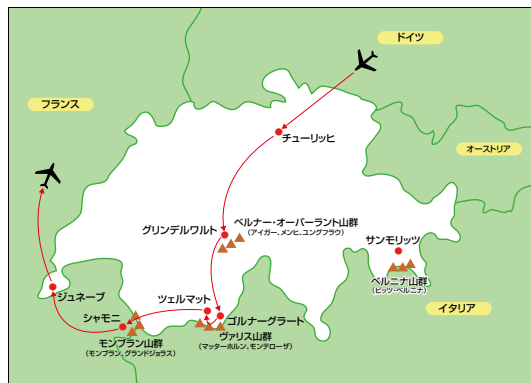 ドイツ
フランス
チューリッヒ
オーストリア
グリンデルワルト
ベルナー・オーバーラント山群
(アイガー、メンヒ、ユングフラウ)
サンモリッツ
ベルニナ山群
(ピッツ・ベルニナ)
ジュネーブ
シャモニ
ツェルマット
ゴルナーグラート
イタリア
モンブラン山群
(モンブラン、グランドジョラス)
ヴァリス山群
(マッターホルン、モンテローザ)